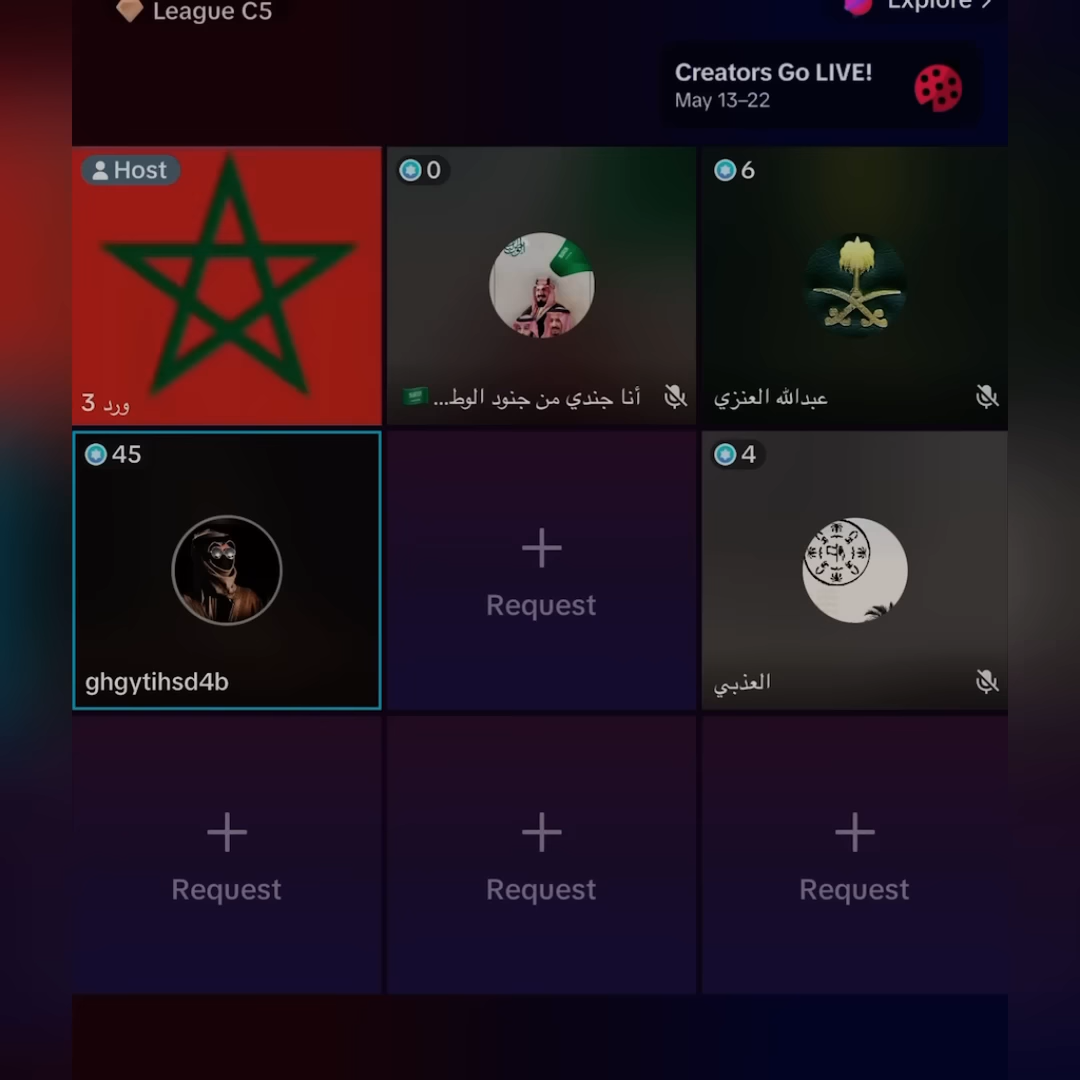 League C5
Explore >
Creators Go LIVE!
May 13–22
Host
0
6
ورد 3
أنا جندي من جنود الوط...
عبدالله العنزي
45
4
Request
ghgytihsd4b
العذبي
Request
Request
Request